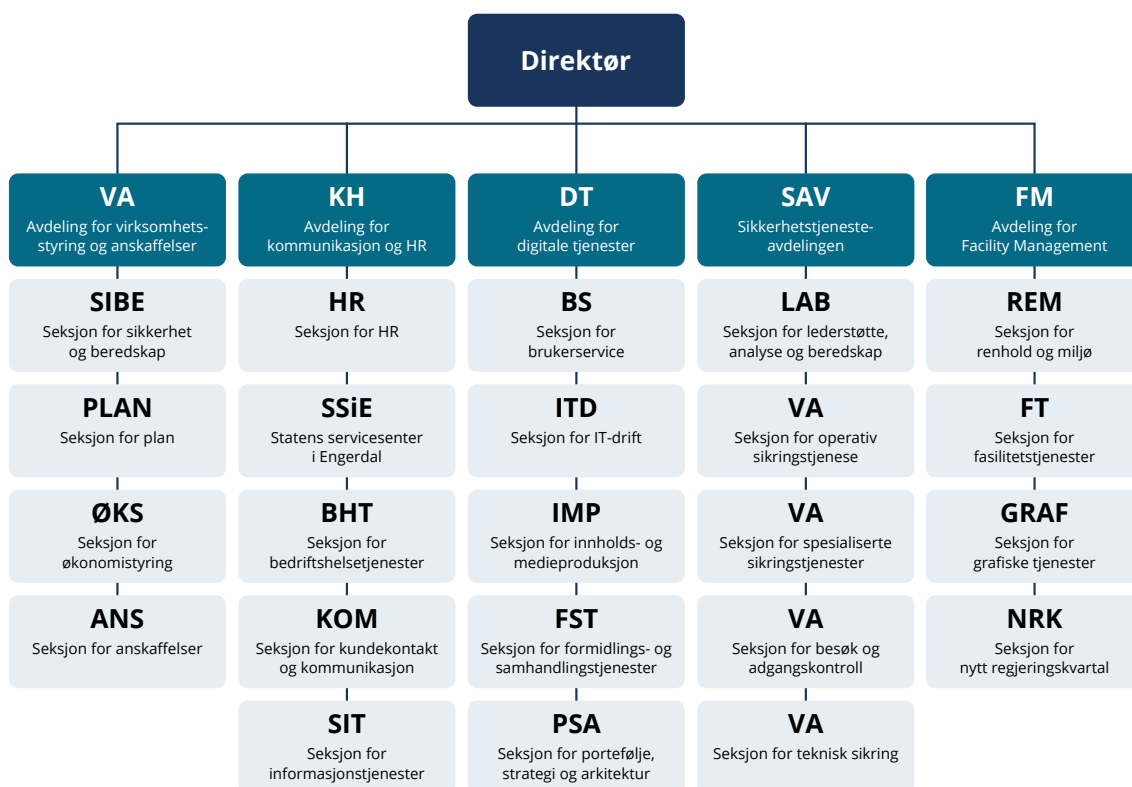 Direktør
VA
Avdeling for virksomhets-
styring og anskaffelser
SIBE
Seksjon for sikkerhet
og beredskap
PLAN
Seksjon for plan
ØKS
Seksjon for
økonomistyring
ANS
Seksjon for anskaffelser
KH
Avdeling for
kommunikasjon og HR
HR
Seksjon for HR
SSiE
Statens servicesenter
i Engerdal
BHT
Seksjon for
bedriftshelsetjenester
KOM
Seksjon for kundekontakt
og kommunikasjon
SIT
Seksjon for
informasjonstjenester
DT
Avdeling for
digitale tjenester
BS
Seksjon for
brukerservice
ITD
Seksjon for IT-drift
IMP
Seksjon for innholds- og
medieproduksjon
FST
Seksjon for formidlings- og
samhandlingstjenester
PSA
Seksjon for portefølje,
strategi og arkitektur
SAV
Sikkerhetstjeneste-
avdelingen
LAB
Seksjon for lederstøtte,
analyse og beredskap
VA
Seksjon for operativ
sikringstjenese
VA
Seksjon for spesialiserte
sikringstjenester
VA
Seksjon for besøk og
adgangskontroll
VA
Seksjon for teknisk sikring
FM
Avdeling for
Facility Management
REM
Seksjon for
renhold og miljø
FT
Seksjon for
fasilitetstjenester
GRAF
Seksjon for
grafiske tjenester
NRK
Seksjon for
nytt regjeringskvartal